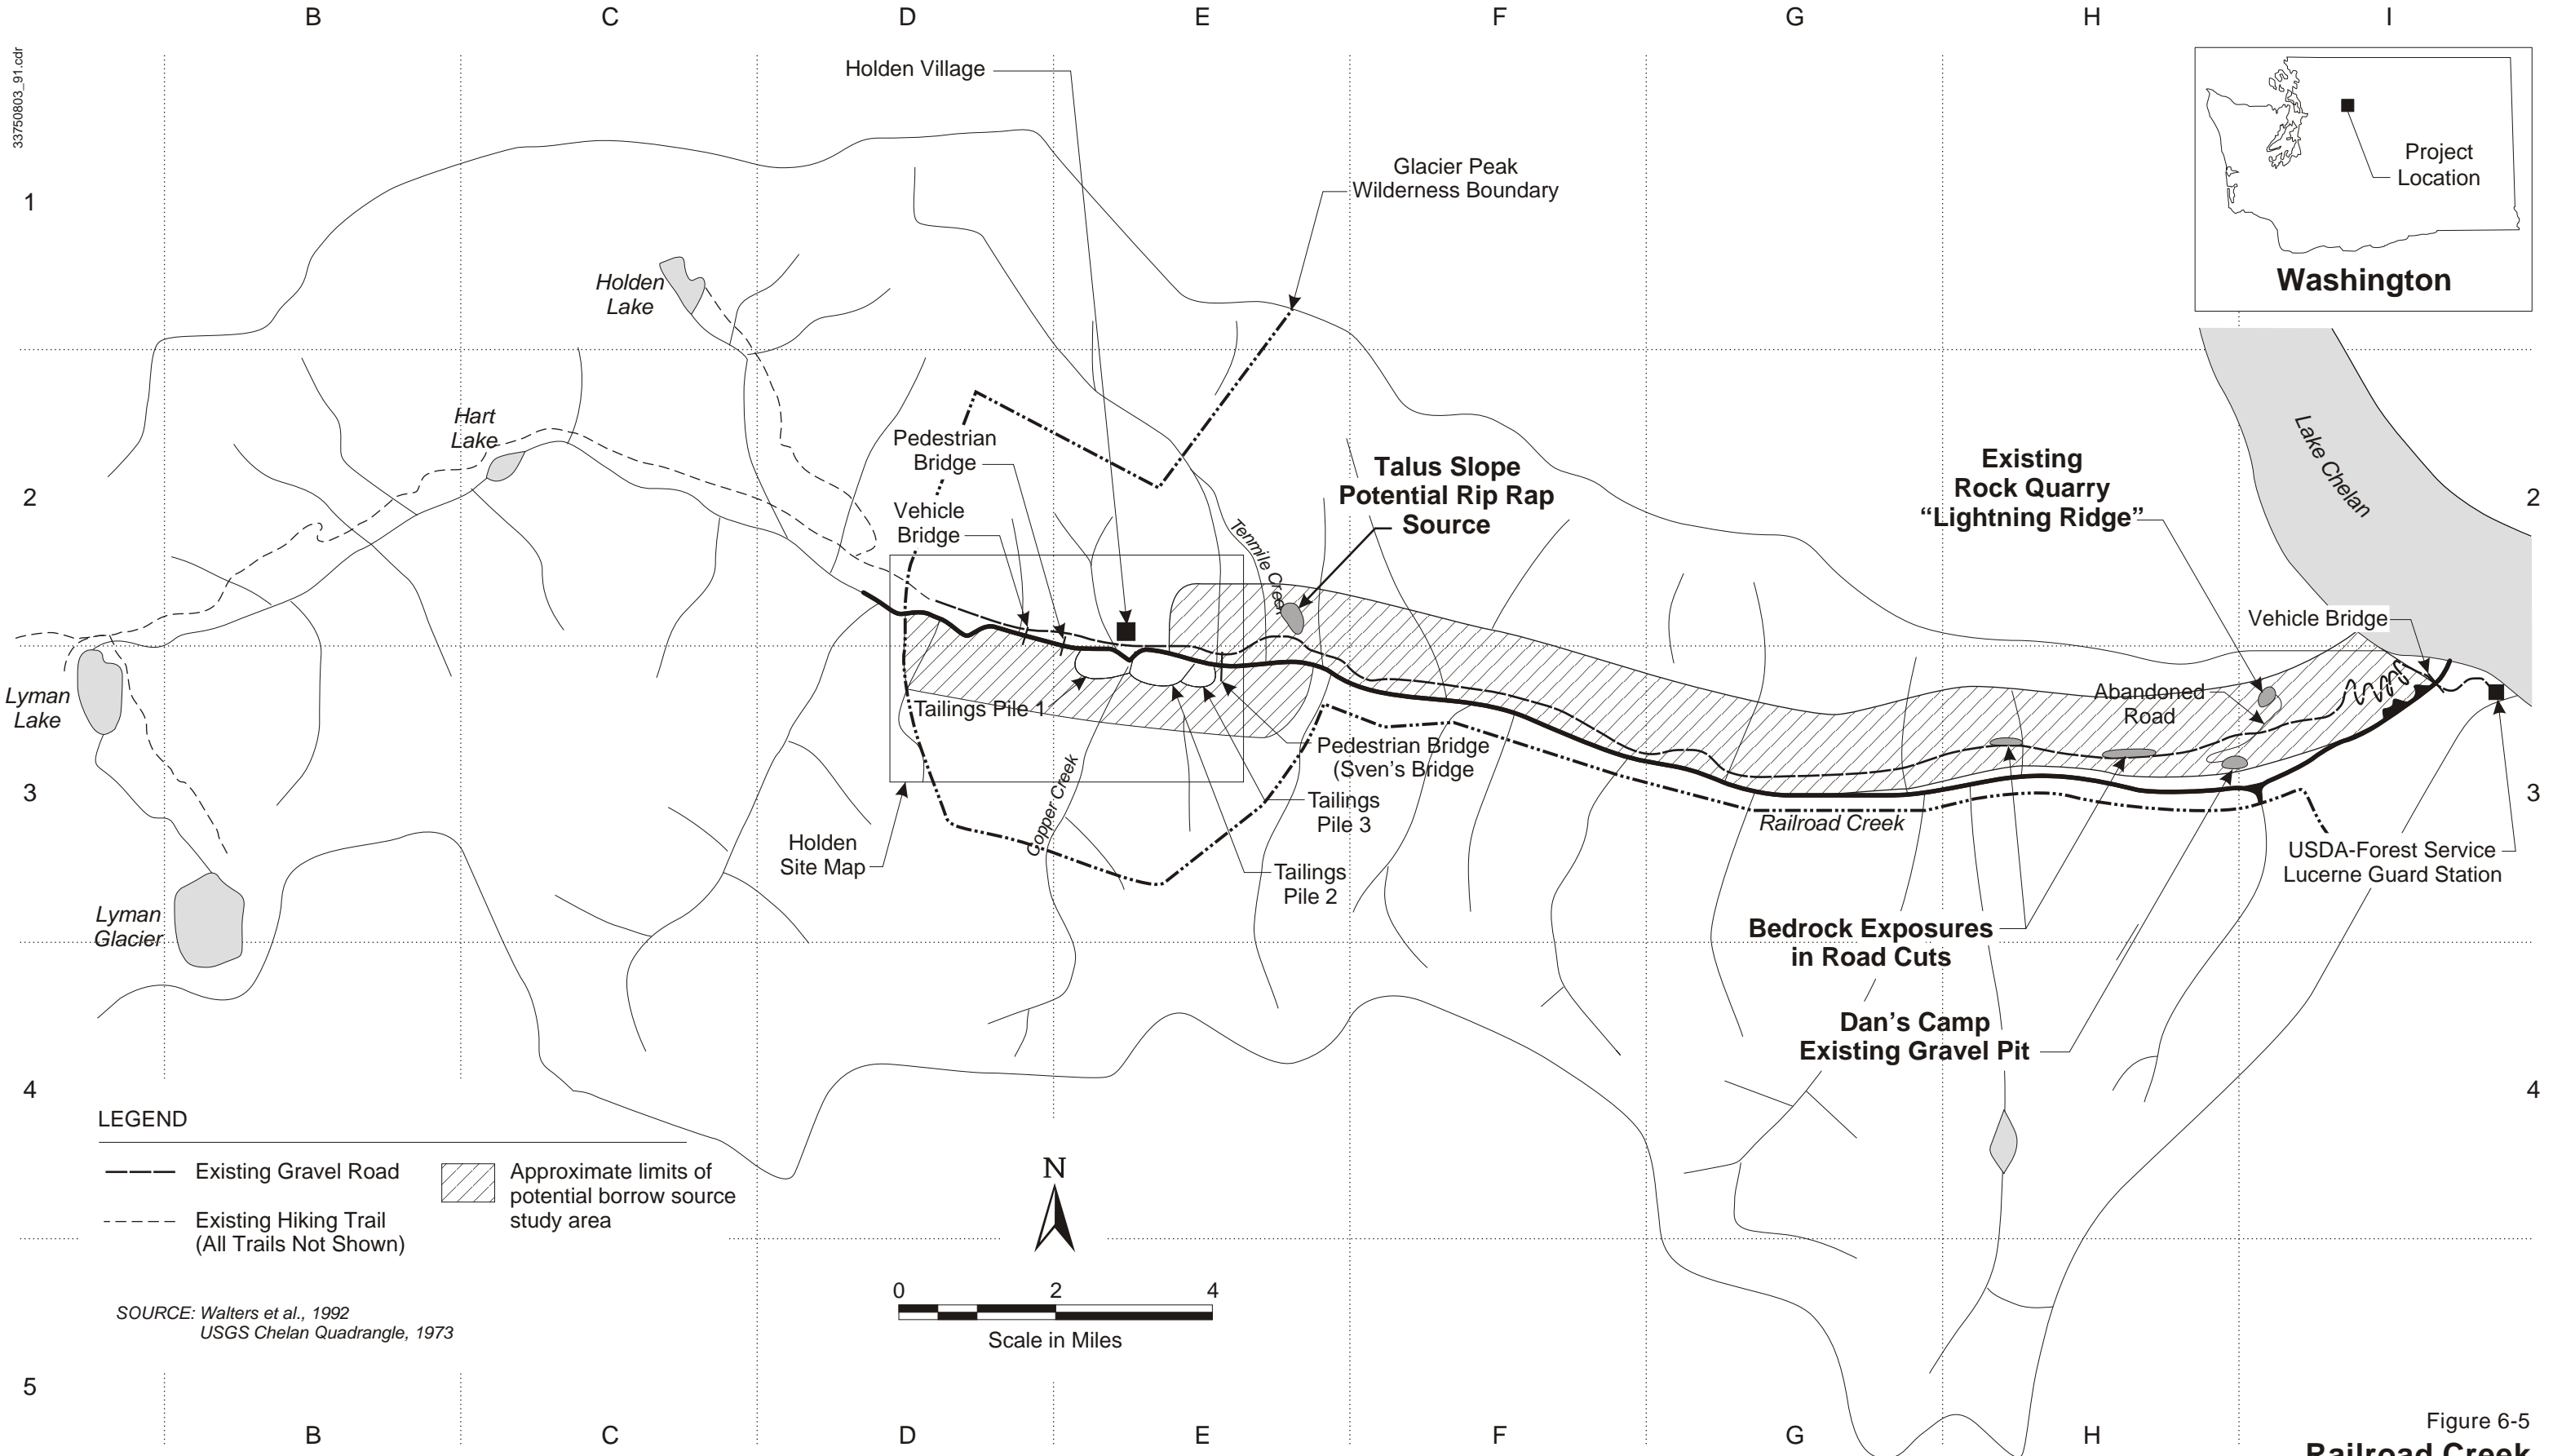 B C D E F G H I
337508803_91.cdr
Holden Village
Glacier Peak
Wilderness Boundary
Project
Location
Washington
1
Holden
Lake
Hart
Lake
Pedestrian
Bridge
Vehicle
Bridge
Talus Slope
Potential Rip Rap
Source
Tenmile Creek
Existing
Rock Quarry
“Lightning Ridge”
Lake Chelan
2
2
Vehicle Bridge
Lyman
Lake
Tailings Pile 1
Abandoned
Road
Pedestrian Bridge
(Sven’s Bridge
Copper Creek
3
3
Tailings
Pile 3
Railroad Creek
Holden
Site Map
Tailings
Pile 2
USDA-Forest Service
Lucerne Guard Station
Lyman
Glacier
Bedrock Exposures
in Road Cuts
Dan’s Camp
Existing Gravel Pit
4
4
LEGEND
Existing Gravel Road
Existing Hiking Trail
(All Trails Not Shown)
Approximate limits of
potential borrow source
study area
N
0 2 4
Scale in Miles
SOURCE: Walters et al., 1992
USGS Chelan Quadrangle, 1973
5
B C D E F G H
Figure 6-5
Railroad Creek